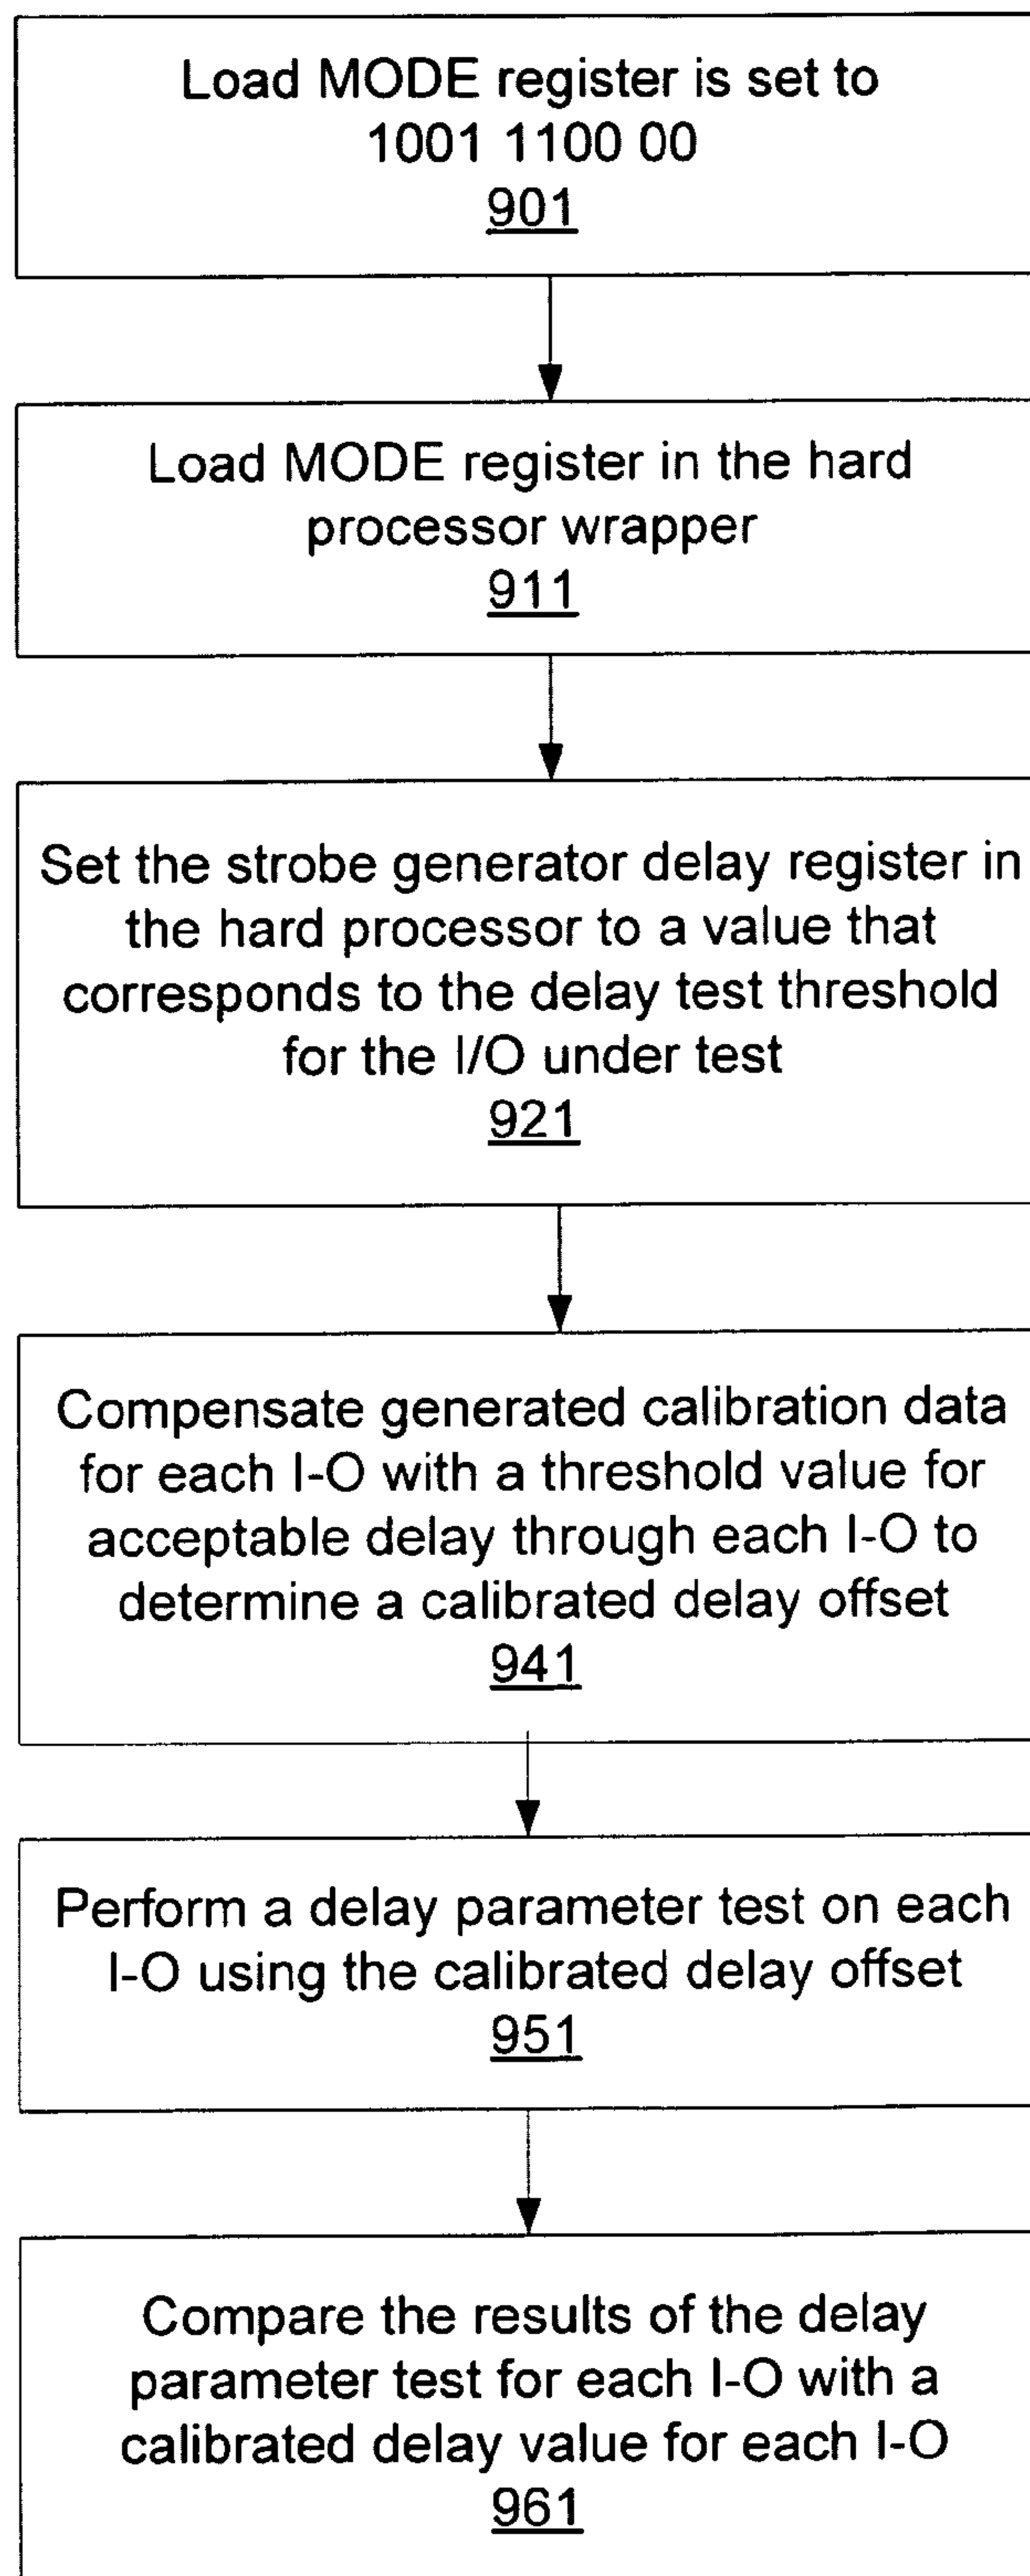 Load MODE register is set to
1001 1100 00
901
Load MODE register in the hard
processor wrapper
911
Set the strobe generator delay register in
the hard processor to a value that
corresponds to the delay test threshold
for the I/O under test
921
Compensate generated calibration data
for each I-O with a threshold value for
acceptable delay through each I-O to
determine a calibrated delay offset
941
Perform a delay parameter test on each
I-O using the calibrated delay offset
951
Compare the results of the delay
parameter test for each I-O with a
calibrated delay value for each I-O
961